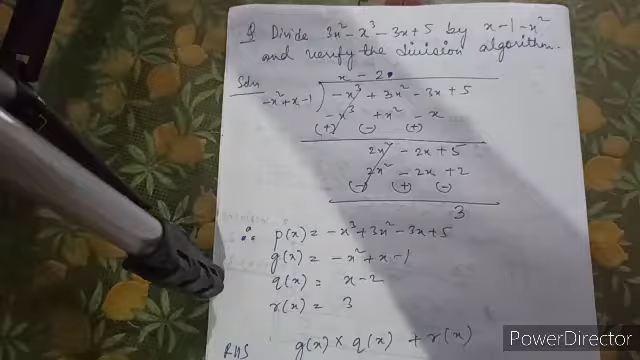 Q Divide 3x² - x³ - 3x + 5 by x - 1 - x²
and verify the division algorithm.
Soln
x - 2
-x² + x - 1 ) -x³ + 3x² - 3x + 5
-x³ + x² - x
(+) (-) (+)
2x² - 2x + 5
2x² - 2x + 2
(-) (+) (-)
3
∴ p(x) = -x³ + 3x² - 3x + 5
g(x) = -x² + x - 1
q(x) = x - 2
r(x) = 3
RHS g(x) × q(x) + r(x)
PowerDirector